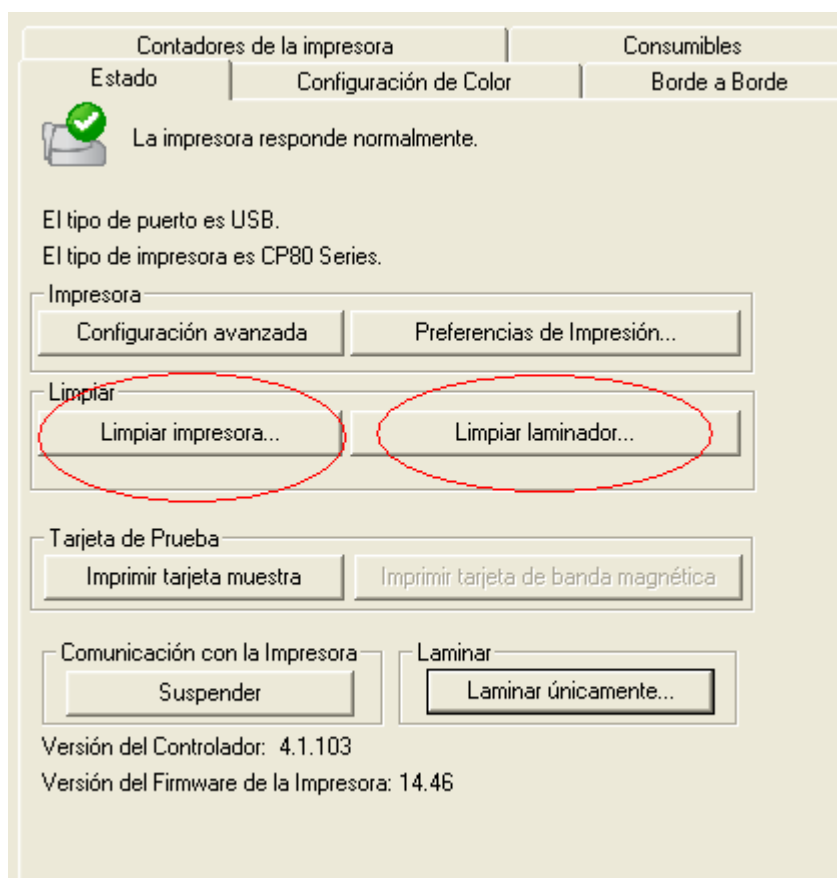 Contadores de la impresora Consumibles
Estado Configuración de Color Borde a Borde
La impresora responde normalmente.
El tipo de puerto es USB.
El tipo de impresora es CP80 Series.
Impresora
Configuración avanzada Preferencias de Impresión...
Limpiar
Limpiar impresora... Limpiar laminador...
Tarjeta de Prueba
Imprimir tarjeta muestra Imprimir tarjeta de banda magnética
Comunicación con la Impresora Laminar
Suspender Laminar únicamente...
Versión del Controlador: 4.1.103
Versión del Firmware de la Impresora: 14.46